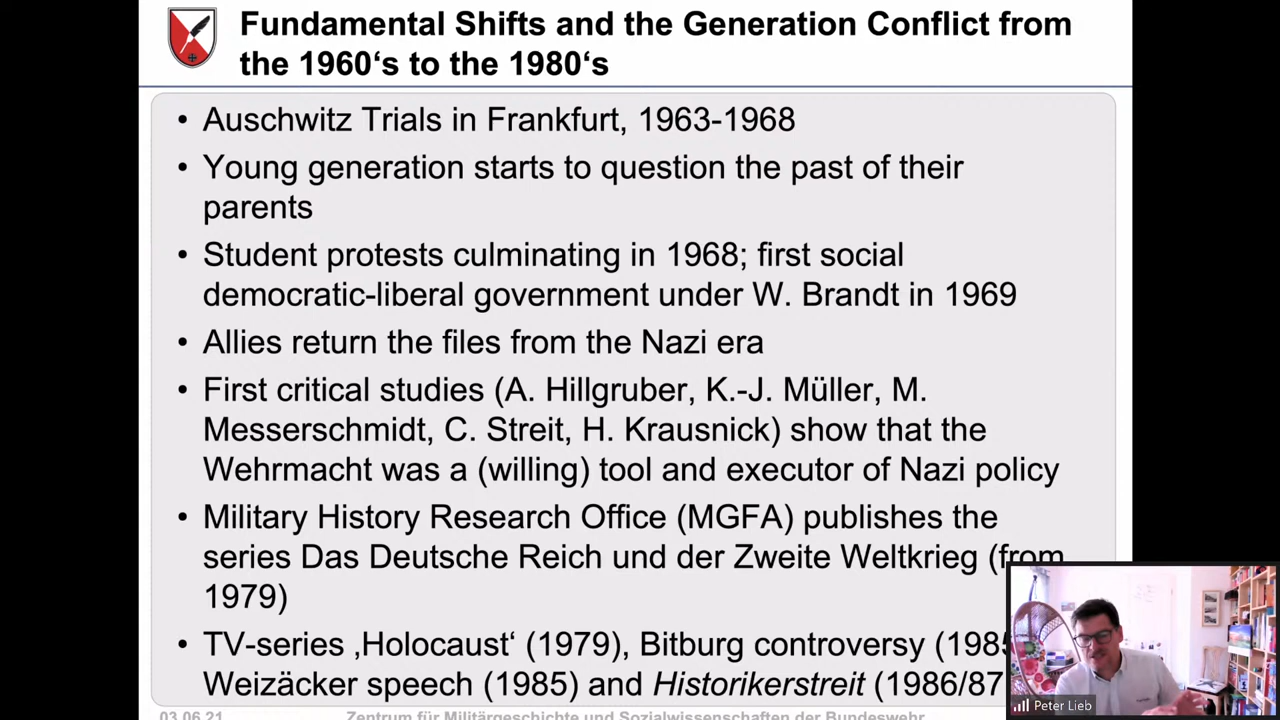 Fundamental Shifts and the Generation Conflict from
the 1960‘s to the 1980‘s
• Auschwitz Trials in Frankfurt, 1963-1968
• Young generation starts to question the past of their
parents
• Student protests culminating in 1968; first social
democratic-liberal government under W. Brandt in 1969
• Allies return the files from the Nazi era
• First critical studies (A. Hillgruber, K.-J. Müller, M.
Messerschmidt, C. Streit, H. Krausnick) show that the
Wehrmacht was a (willing) tool and executor of Nazi policy
• Military History Research Office (MGFA) publishes the
series Das Deutsche Reich und der Zweite Weltkrieg (from
1979)
• TV-series ‚Holocaust‘ (1979), Bitburg controversy (1985
Weizäcker speech (1985) and Historikerstreit (1986/87
Peter Lieb
03.06.21 Zentrum für Militärgeschichte und Sozialwissenschaften der Bundeswehr